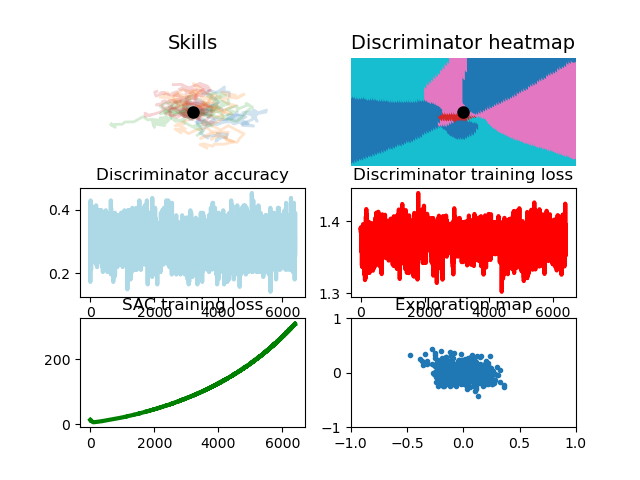 Skills
Discriminator heatmap
Discriminator accuracy
0.4
0.2
0 2000 4000 6000
Discriminator training loss
1.4
1.3
0 2000 4000 6000
SAC training loss
200
0
0 2000 4000 6000
Exploration map
1
0
−1
−1.0 −0.5 0.0 0.5 1.0